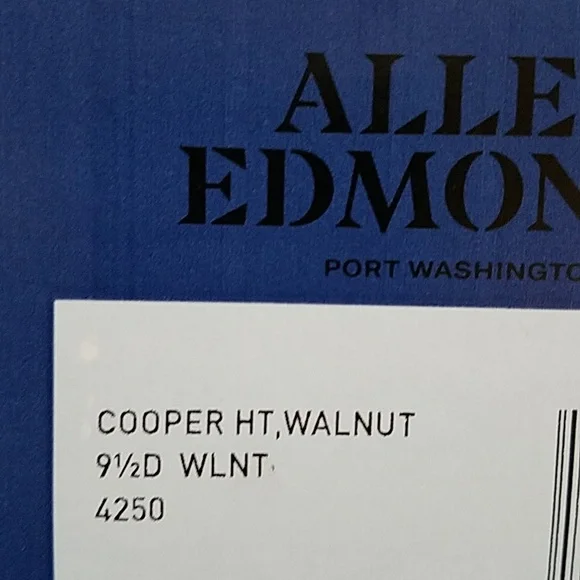 ALLE
EDMON
PORT WASHINGTO
COOPER HT,WALNUT
9½D WLNT
4250